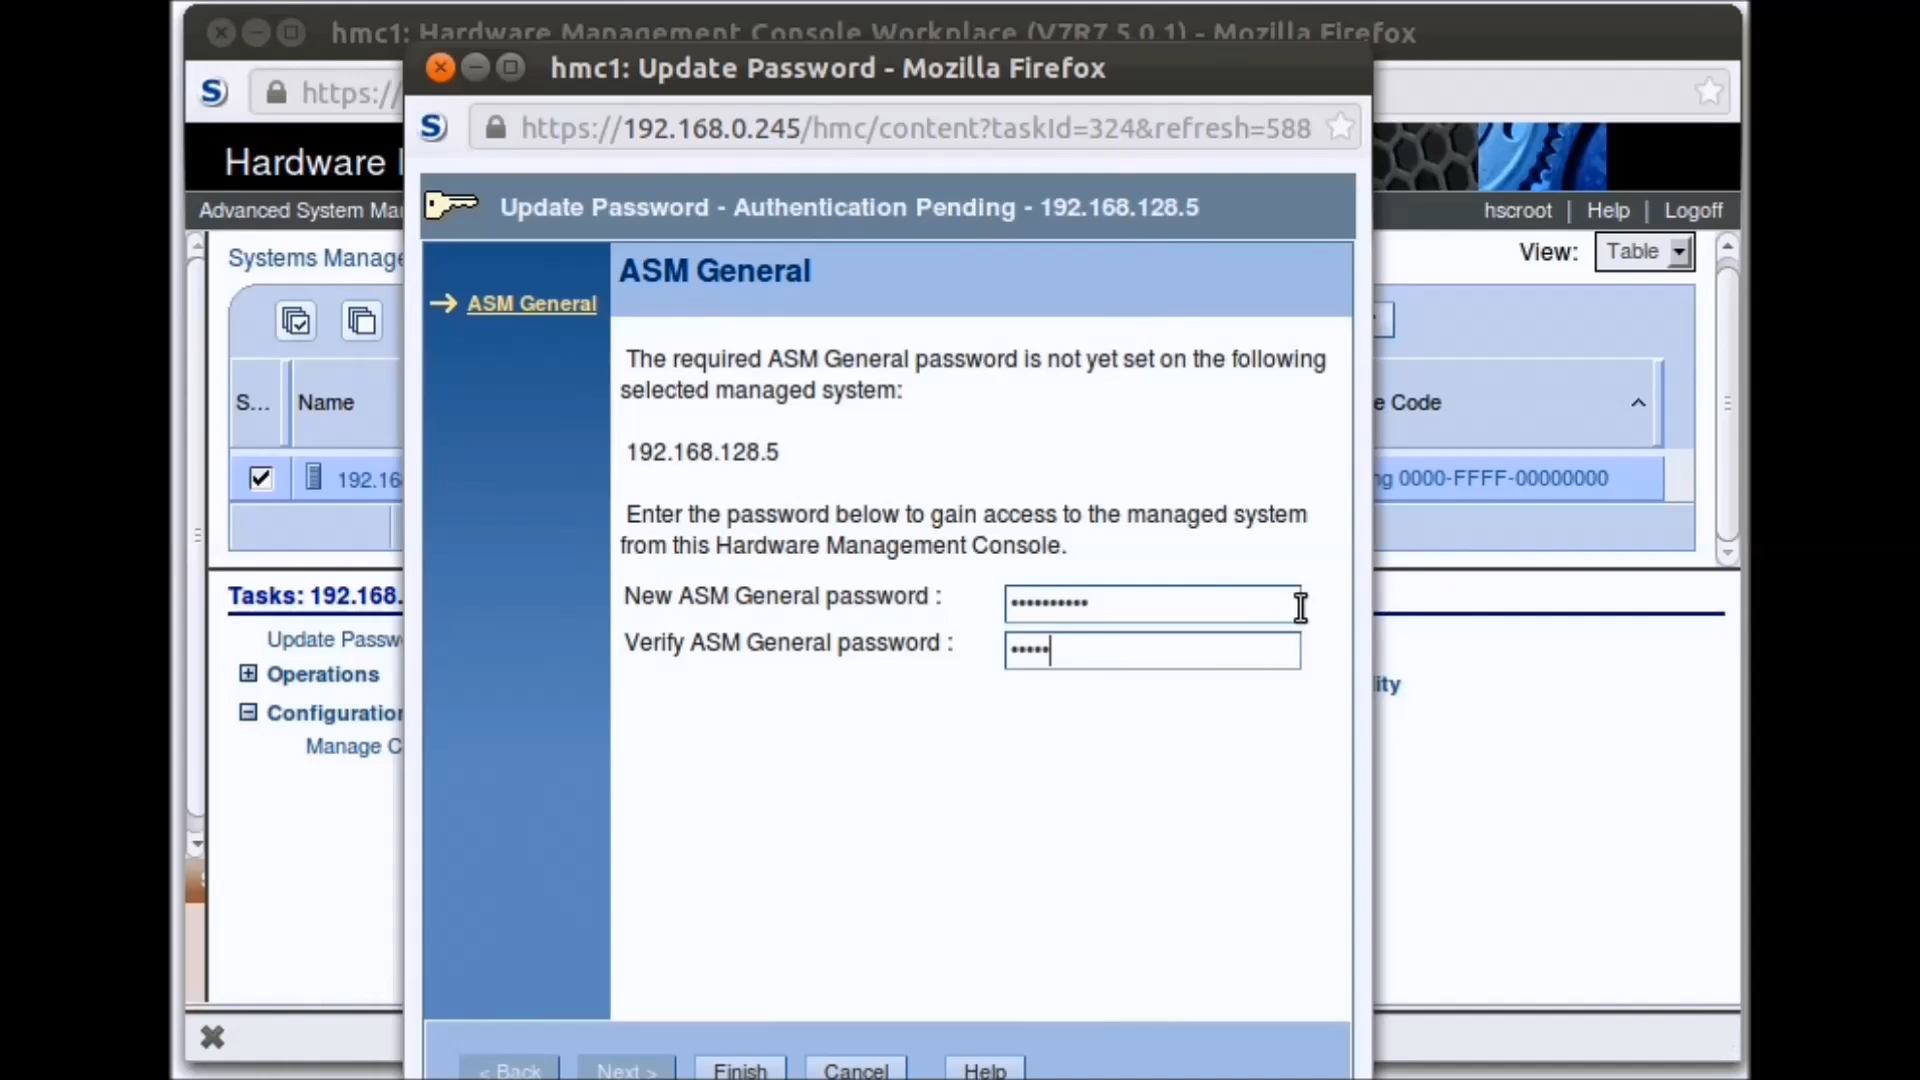 hmc1: Hardware Management Console Workplace (V7R7.5.0.1) - Mozilla Firefox
hmc1: Update Password - Mozilla Firefox
https://
https://192.168.0.245/hmc/content?taskId=324&refresh=588
Hardware
Update Password - Authentication Pending - 192.168.128.5
Advanced System Ma
hscroot | Help | Logoff
Systems Manage
View: Table
ASM General
ASM General
The required ASM General password is not yet set on the following
selected managed system:
S... Name
e Code
192.168.128.5
192.16
ng 0000-FFFF-00000000
Enter the password below to gain access to the managed system
from this Hardware Management Console.
Tasks: 192.168.
New ASM General password :
••••••••••
Update Passw
Verify ASM General password :
•••••
Operations
ity
Configuration
Manage C
< Back Next > Finish Cancel Help